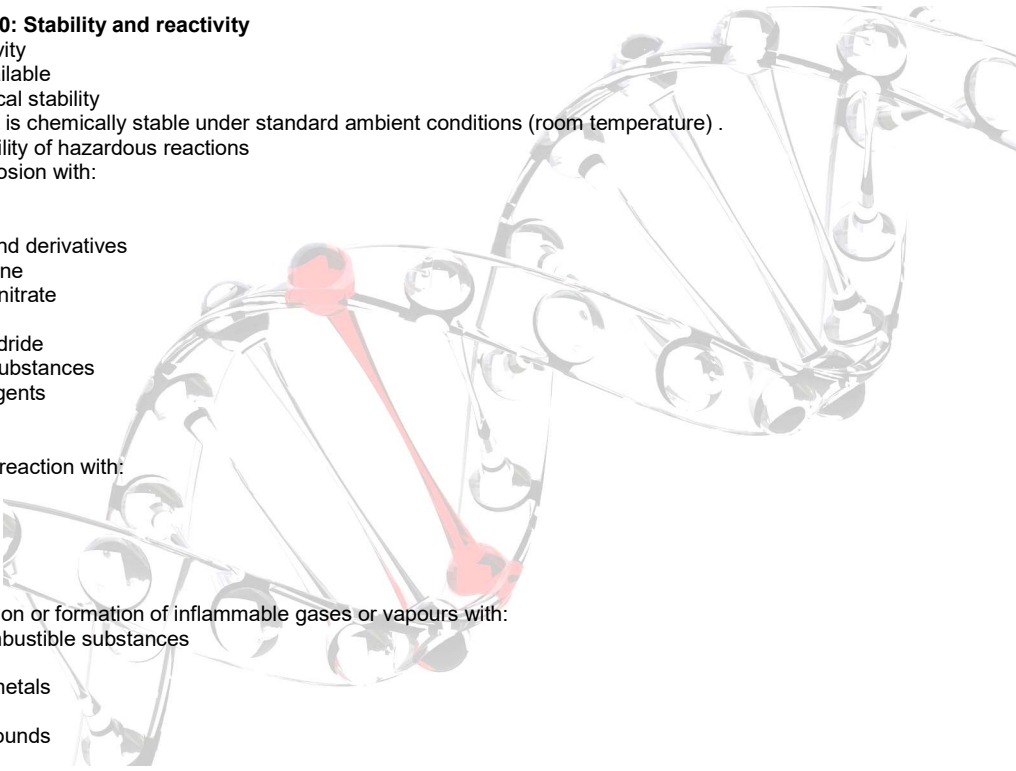 0: Stability and reactivity
vity
ilable
cal stability
is chemically stable under standard ambient conditions (room temperature) .
ility of hazardous reactions
osion with:
nd derivatives
ne
nitrate
dride
ubstances
gents
reaction with:
on or formation of inflammable gases or vapours with:
nbustible substances
metals
ounds